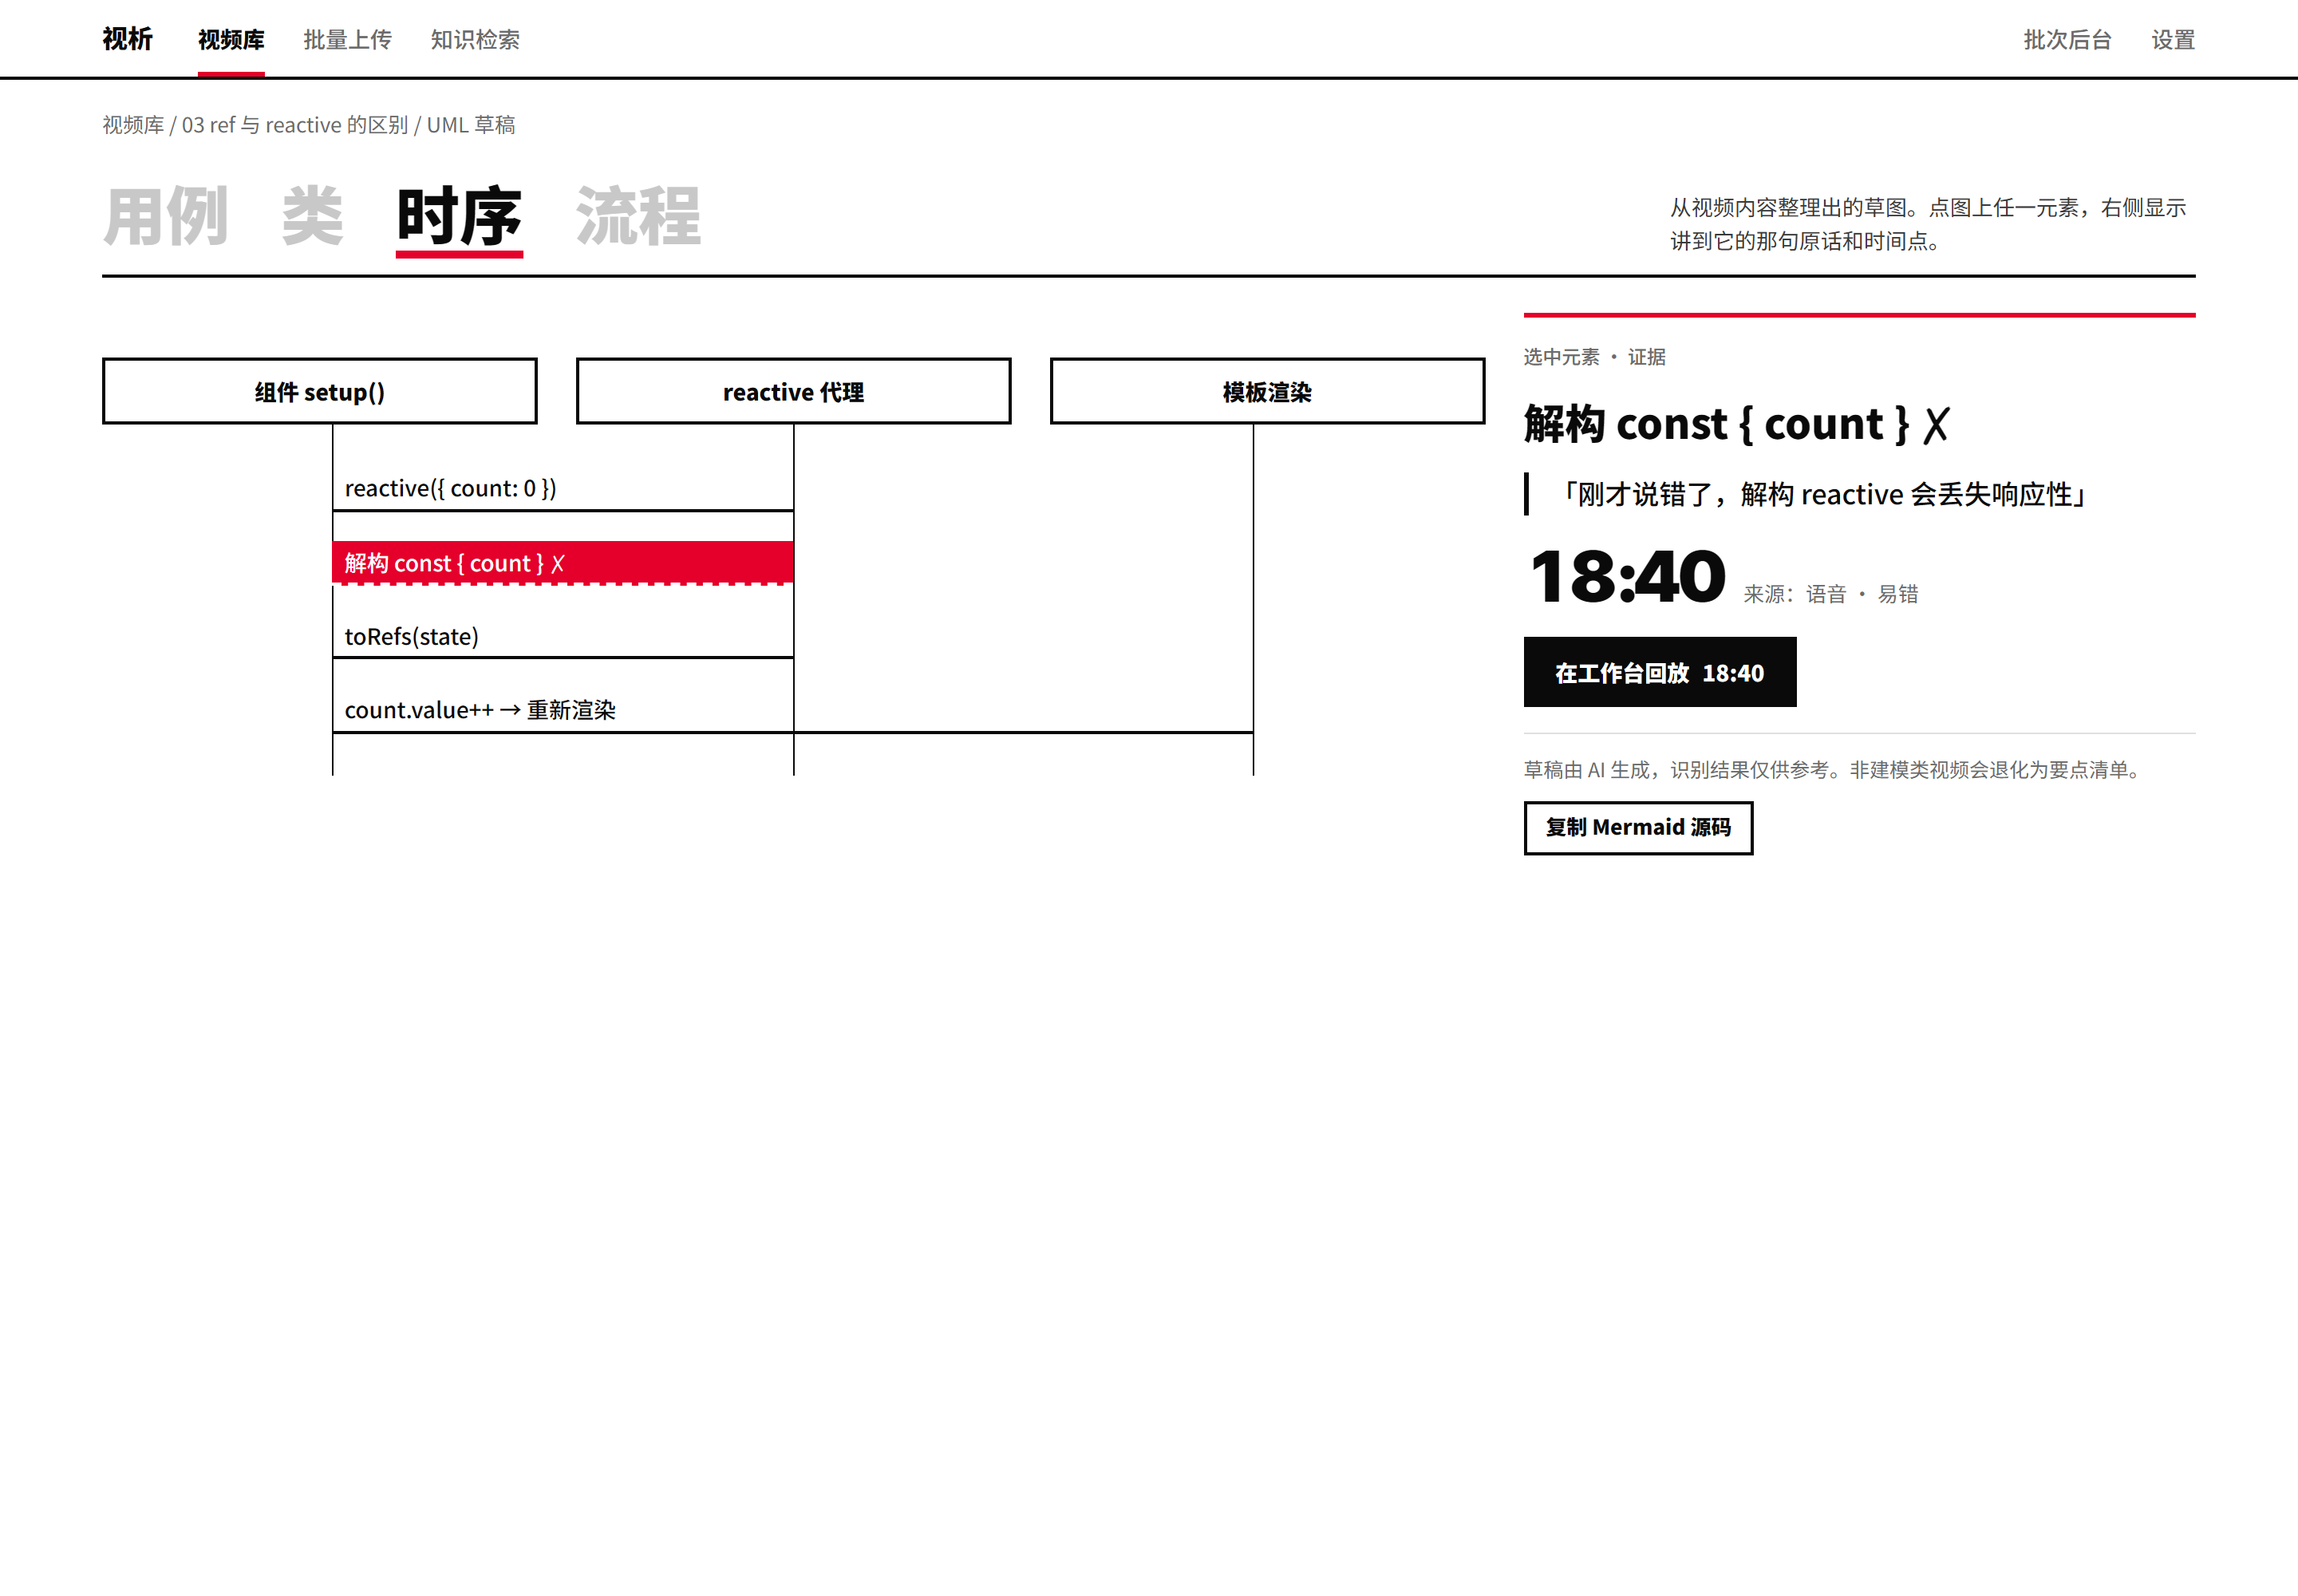 视析 视频库 批量上传 知识检索 批次后台 设置
视频库 / 03 ref 与 reactive 的区别 / UML 草稿
用例 类 时序 流程
从视频内容整理出的草图。点图上任一元素，右侧显示
讲到它的那句原话和时间点。
组件 setup() reactive 代理 模板渲染
reactive({ count: 0 })
解构 const { count } ✗
toRefs(state)
count.value++ → 重新渲染
选中元素 · 证据
解构 const { count } ✗
「刚才说错了，解构 reactive 会丢失响应性」
18:40 来源：语音 · 易错
在工作台回放 18:40
草稿由 AI 生成，识别结果仅供参考。非建模类视频会退化为要点清单。
复制 Mermaid 源码